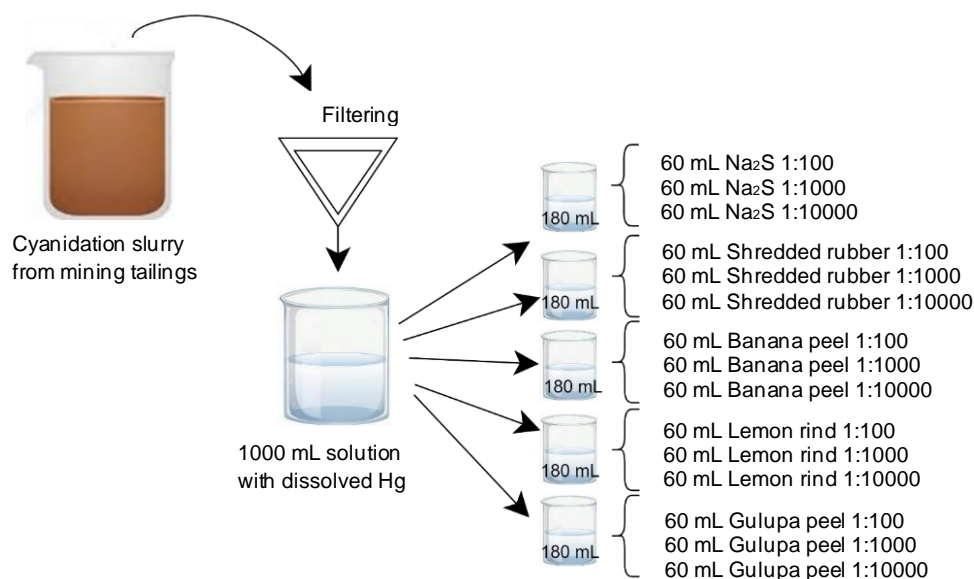 Filtering
Cyanidation slurry
from mining tailings
1000 mL solution
with dissolved Hg
180 mL
60 mL Na₂S 1:100
60 mL Na₂S 1:1000
60 mL Na₂S 1:10000
180 mL
60 mL Shredded rubber 1:100
60 mL Shredded rubber 1:1000
60 mL Shredded rubber 1:10000
180 mL
60 mL Banana peel 1:100
60 mL Banana peel 1:1000
60 mL Banana peel 1:10000
180 mL
60 mL Lemon rind 1:100
60 mL Lemon rind 1:1000
60 mL Lemon rind 1:10000
180 mL
60 mL Gulupa peel 1:100
60 mL Gulupa peel 1:1000
60 mL Gulupa peel 1:10000